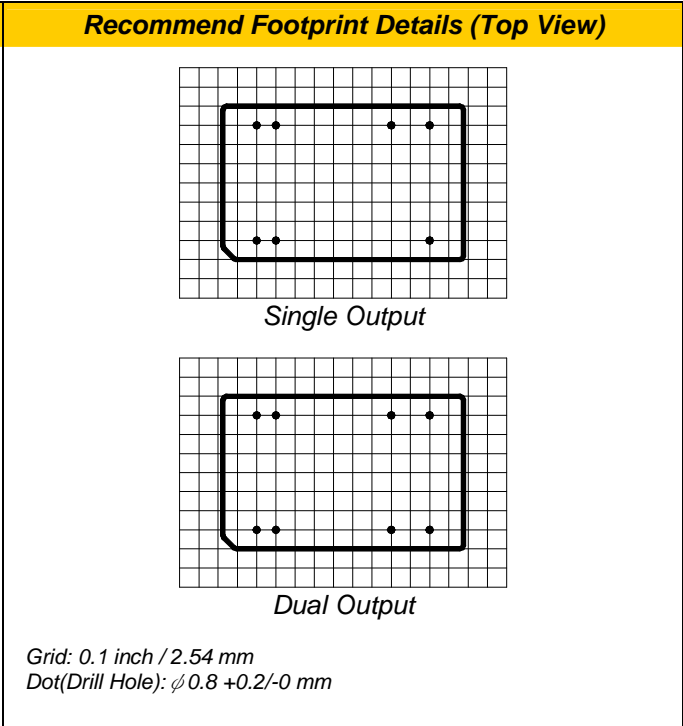 Recommend Footprint Details (Top View)
Single Output
Dual Output
Grid: 0.1 inch / 2.54 mm
Dot(Drill Hole): ϕ 0.8 +0.2/-0 mm